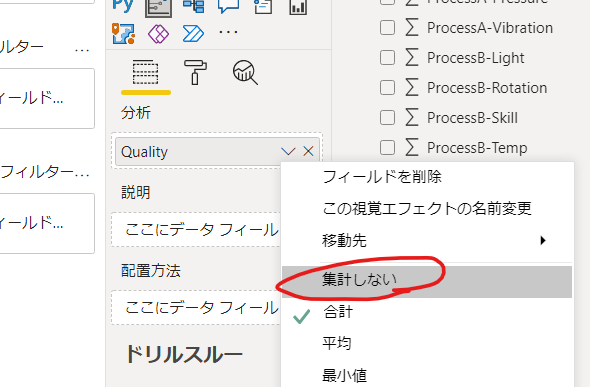 Py
ルター ...
フィールド...
フィルター...
ィールド...
...
分析
Quality
説明
ここにデータ フィール
配置方法
ここにデータ フィール
ドリルスルー
ProcessA-Pressure
ProcessA-Vibration
ProcessB-Light
ProcessB-Rotation
ProcessB-Skill
ProcessB-Temp
フィールドを削除
この視覚エフェクトの名前変更
移動先
集計しない
合計
平均
最小値